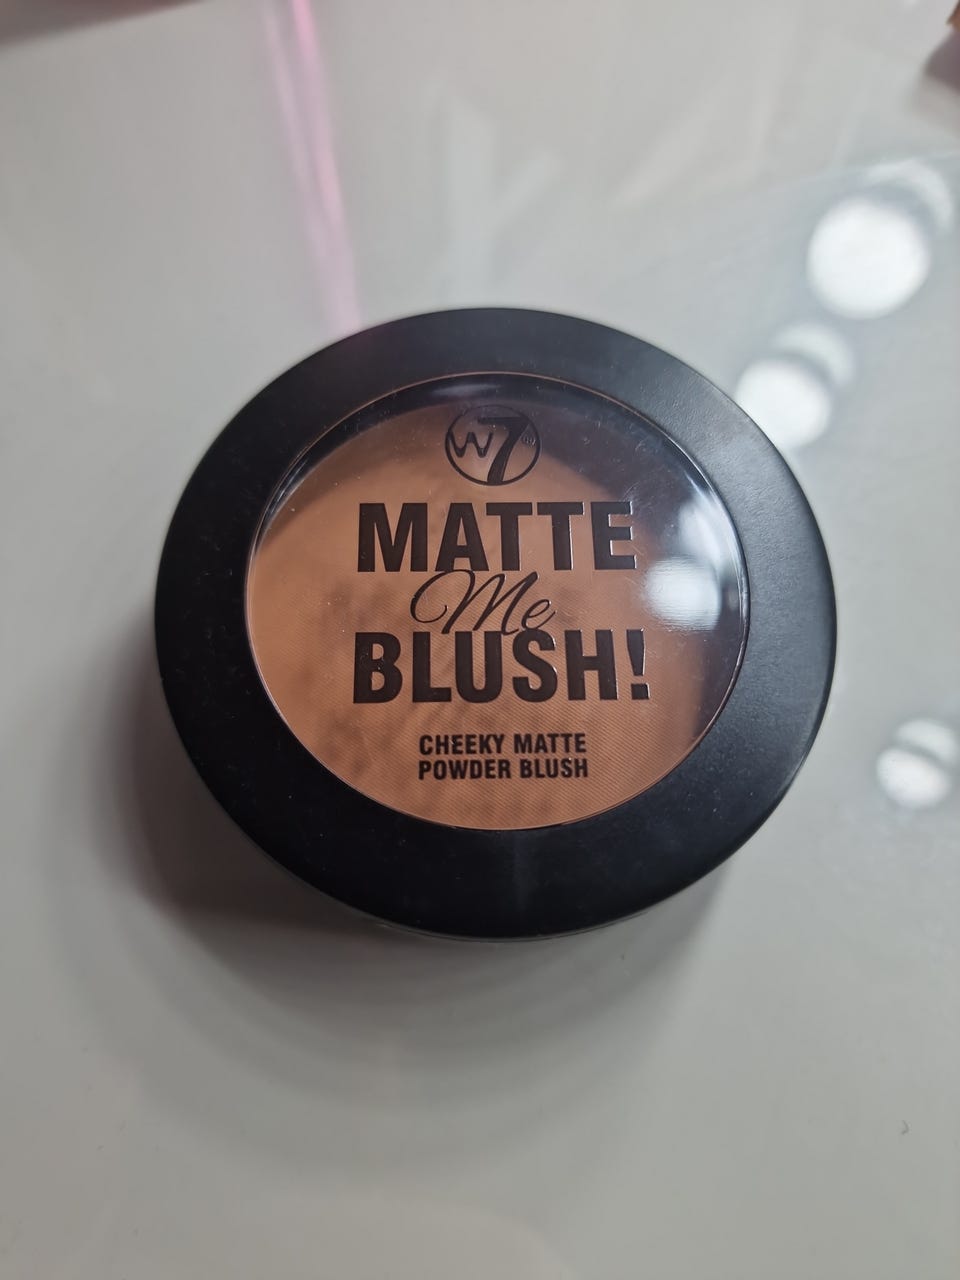 W7
MATTE
Me
BLUSH!
CHEEKY MATTE
POWDER BLUSH